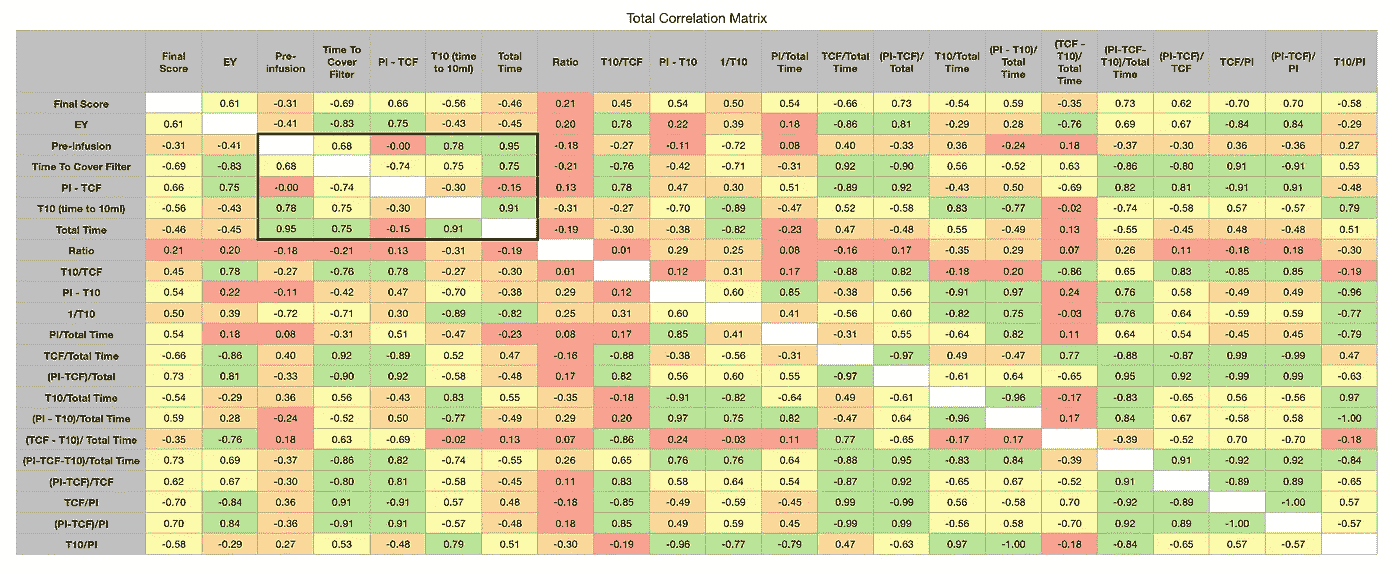 Total Correlation Matrix
Final Score EY Pre-infusion Time To Cover Filter PI - TCF T10 (time to 10ml) Total Time Ratio T10/TCF PI - T10 1/T10 PI/Total Time TCF/Total Time (PI-TCF)/Total T10/Total Time (PI - T10)/Total Time (TCF - T10)/Total Time (PI-TCF-T10)/Total Time (PI-TCF)/TCF TCF/PI (PI-TCF)/PI T10/PI
Final Score 0.61 -0.31 -0.69 0.66 -0.56 -0.46 0.21 0.45 0.54 0.50 0.54 -0.66 0.73 -0.54 0.59 -0.35 0.73 0.62 -0.70 0.70 -0.58
EY 0.61 -0.41 -0.83 0.75 -0.43 -0.45 0.20 0.78 0.22 0.39 0.18 -0.86 0.81 -0.29 0.28 -0.76 0.69 0.67 -0.84 0.84 -0.29
Pre-infusion -0.31 -0.41 0.68 -0.00 0.78 0.95 -0.18 -0.27 -0.11 -0.72 0.08 0.40 -0.33 0.36 -0.24 0.18 -0.37 -0.30 0.36 -0.36 0.27
Time To Cover Filter -0.69 -0.83 0.68 -0.74 0.75 0.75 -0.21 -0.76 -0.42 -0.71 -0.31 0.92 -0.90 0.56 -0.52 0.63 -0.86 -0.80 0.91 -0.91 0.53
PI - TCF 0.66 0.75 -0.00 -0.74 -0.30 -0.15 0.13 0.78 0.47 0.30 0.51 -0.89 0.92 -0.43 0.50 -0.69 0.82 0.81 -0.91 0.91 -0.48
T10 (time to 10ml) -0.56 -0.43 0.78 0.75 -0.30 0.91 -0.31 -0.27 -0.70 -0.89 -0.47 0.52 -0.58 0.83 -0.77 -0.02 -0.74 -0.58 0.57 -0.57 0.79
Total Time -0.46 -0.45 0.95 0.75 -0.15 0.91 -0.19 -0.30 -0.38 -0.82 -0.23 0.47 -0.48 0.55 -0.49 0.13 -0.55 -0.45 0.48 -0.48 0.51
Ratio 0.21 0.20 -0.18 -0.21 0.13 -0.31 -0.19 0.01 0.29 0.25 0.08 -0.16 0.17 -0.35 0.29 0.07 0.26 0.11 -0.18 0.18 -0.30
T10/TCF 0.45 0.78 -0.27 -0.76 0.78 -0.27 -0.30 0.01 0.12 0.31 0.17 -0.88 0.82 -0.18 0.20 -0.86 0.65 0.83 -0.85 0.85 -0.19
PI - T10 0.54 0.22 -0.11 -0.42 0.47 -0.70 -0.38 0.29 0.12 0.60 0.85 -0.38 0.56 -0.91 0.97 0.24 0.76 0.58 -0.49 0.49 -0.96
1/T10 0.50 0.39 -0.72 -0.71 0.30 -0.89 -0.82 0.25 0.31 0.60 0.41 -0.56 0.60 -0.82 0.75 -0.03 0.76 0.64 -0.59 0.59 -0.77
PI/Total Time 0.54 0.18 0.08 -0.31 0.51 -0.47 -0.23 0.08 0.17 0.85 0.41 -0.31 0.55 -0.64 0.82 0.11 0.64 0.54 -0.45 0.45 -0.79
TCF/Total Time -0.66 -0.86 0.40 0.92 -0.89 0.52 0.47 -0.16 -0.88 -0.38 -0.56 -0.31 -0.97 0.49 -0.47 0.77 -0.88 -0.87 0.99 -0.99 0.47
(PI-TCF)/Total 0.73 0.81 -0.33 -0.90 0.92 -0.58 -0.48 0.17 0.82 0.56 0.60 0.55 -0.97 -0.61 0.64 -0.65 0.95 0.92 -0.99 0.99 -0.63
T10/Total Time -0.54 -0.29 0.36 0.56 -0.43 0.83 0.55 -0.35 -0.18 -0.91 -0.82 -0.64 0.49 -0.61 -0.96 -0.17 -0.83 -0.65 0.56 -0.56 0.97
(PI - T10)/Total Time 0.59 0.28 -0.24 -0.52 0.50 -0.77 -0.49 0.29 0.20 0.97 0.75 0.82 -0.47 0.64 -0.96 0.17 0.84 0.67 -0.58 0.58 -1.00
(TCF - T10)/ Total Time -0.35 -0.76 0.18 0.63 -0.69 -0.02 0.13 0.07 -0.86 0.24 -0.03 0.11 0.77 -0.65 -0.17 0.17 -0.39 -0.52 0.70 -0.70 -0.18
(PI-TCF-T10)/Total Time 0.73 0.69 -0.37 -0.86 0.82 -0.74 -0.55 0.26 0.65 0.76 0.76 0.64 -0.88 0.95 -0.83 0.84 -0.39 0.91 -0.92 0.92 -0.84
(PI-TCF)/TCF 0.62 0.67 -0.30 -0.80 0.81 -0.58 -0.45 0.11 0.83 0.58 0.64 0.54 -0.87 0.92 -0.65 0.67 -0.52 0.91 -0.89 0.89 -0.65
TCF/PI -0.70 -0.84 0.36 0.91 -0.91 0.57 0.48 -0.18 -0.85 -0.49 -0.59 -0.45 0.99 -0.99 0.56 -0.58 0.70 -0.92 -0.89 -1.00 0.57
(PI-TCF)/PI 0.70 0.84 -0.36 -0.91 0.91 -0.57 -0.48 0.18 0.85 0.49 0.59 0.45 -0.99 0.99 -0.56 0.58 -0.70 0.92 0.89 -1.00 -0.57
T10/PI -0.58 -0.29 0.27 0.53 -0.48 0.79 0.51 -0.30 -0.19 -0.96 -0.77 -0.79 0.47 -0.63 0.97 -1.00 -0.18 -0.84 -0.65 0.57 -0.57